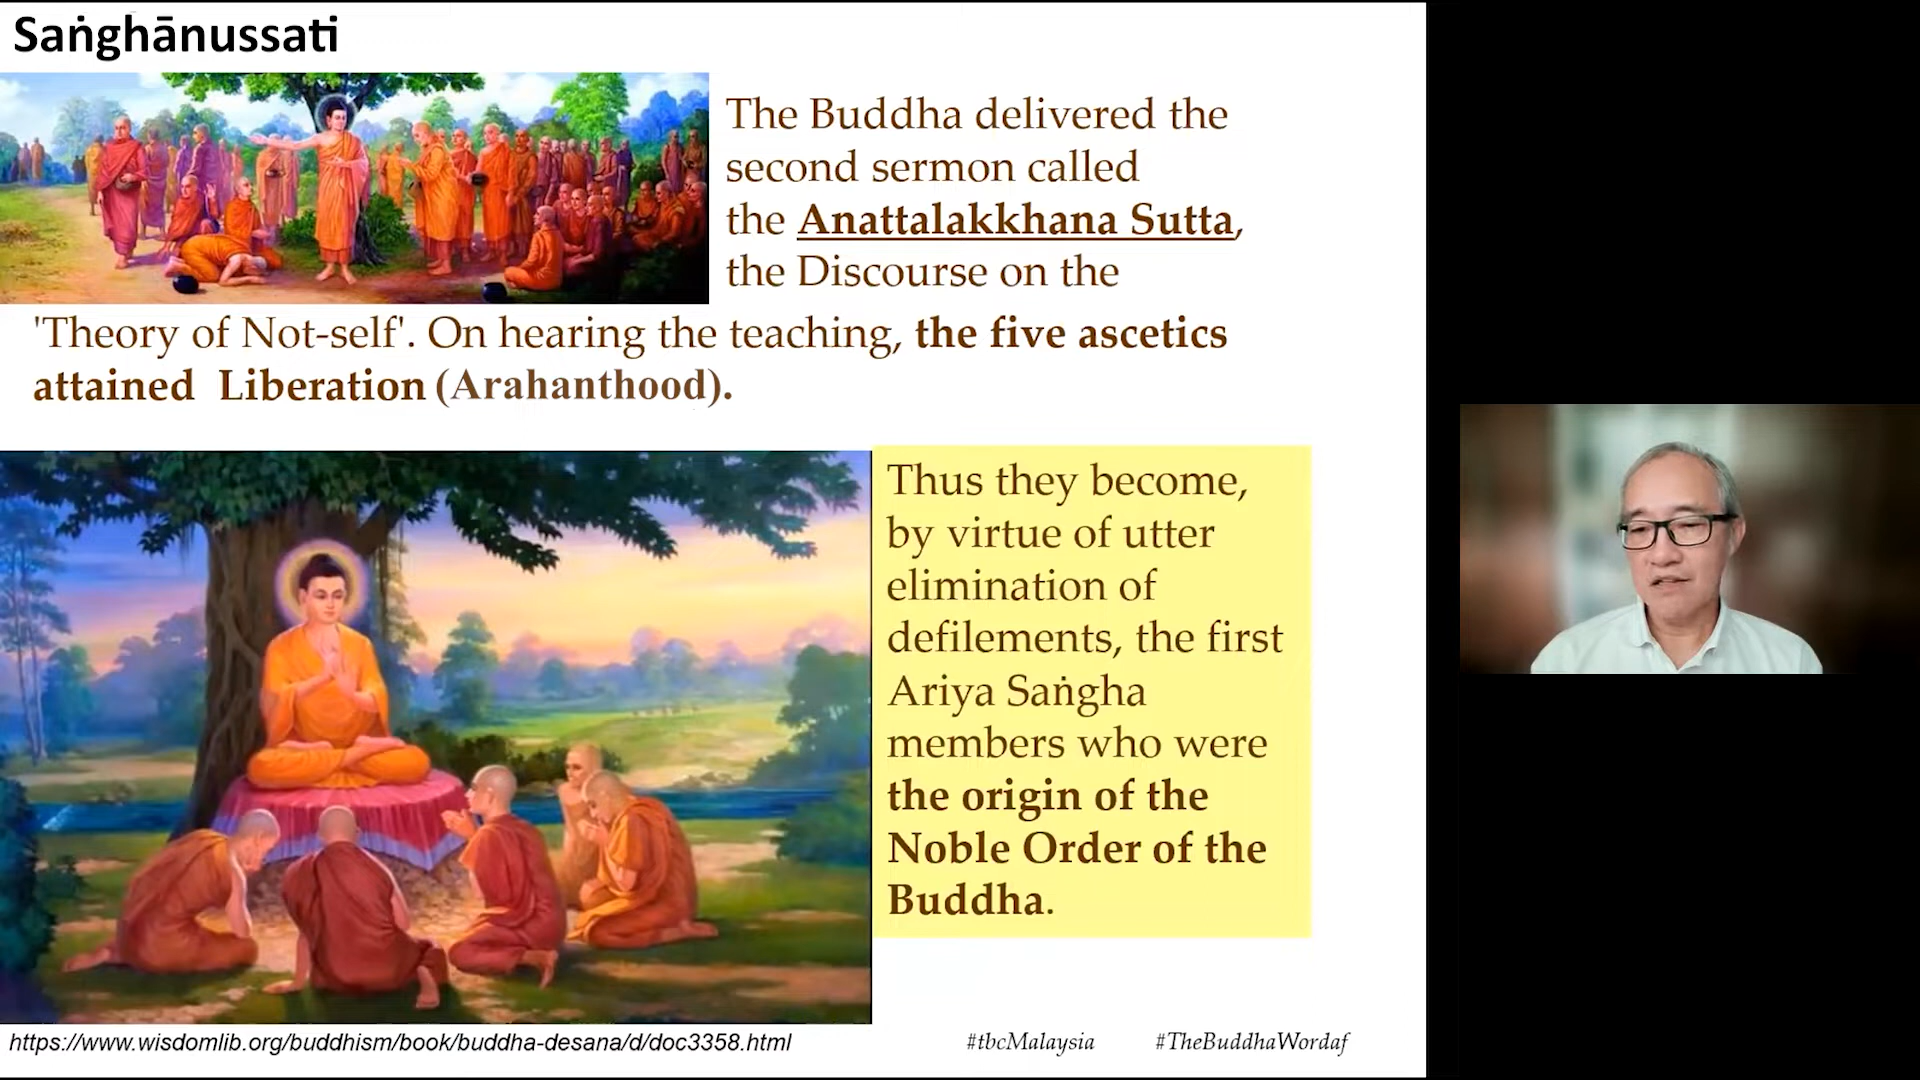 Saṅghānussati
The Buddha delivered the
second sermon called
the Anattalakkhana Sutta,
the Discourse on the
'Theory of Not-self'. On hearing the teaching, the five ascetics
attained Liberation (Arahanthood).
Thus they become,
by virtue of utter
elimination of
defilements, the first
Ariya Saṅgha
members who were
the origin of the
Noble Order of the
Buddha.
https://www.wisdomlib.org/buddhism/book/buddha-desana/d/doc3358.html
#tbcMalaysia
#TheBuddhaWordaf